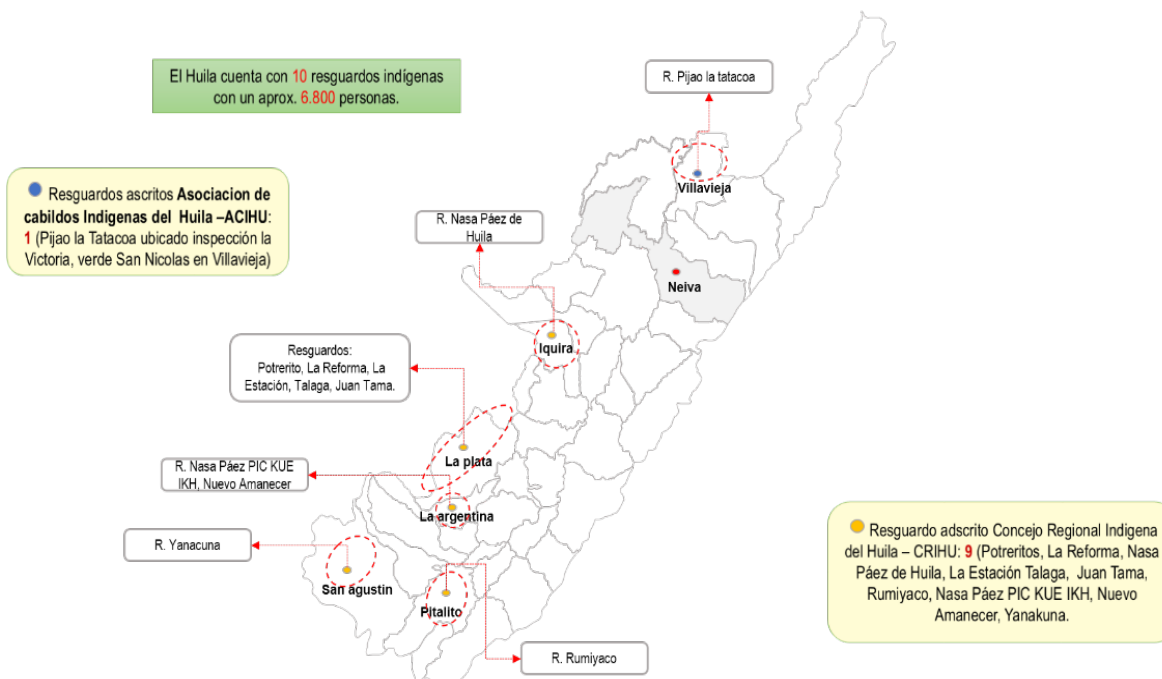 El Huila cuenta con 10 resguardos indígenas
con un aprox. 6.800 personas.
R. Pijao la tatacoa
Resguardos ascritos Asociacion de
cabildos Indigenas del Huila –ACIHU:
1 (Pijao la Tatacoa ubicado inspección la
Victoria, verde San Nicolas en Villavieja)
Villavieja
R. Nasa Páez de
Huila
Neiva
Iquira
Resguardos:
Potrerito, La Reforma, La
Estación, Talaga, Juan Tama.
La plata
R. Nasa Páez PIC KUE
IKH, Nuevo Amanecer
La argentina
R. Yanacuna
San agustin
Pitalito
R. Rumiyaco
Resguardo adscrito Concejo Regional Indigena
del Huila – CRIHU: 9 (Potreritos, La Reforma, Nasa
Páez de Huila, La Estación Talaga, Juan Tama,
Rumiyaco, Nasa Páez PIC KUE IKH, Nuevo
Amanecer, Yanakuna.